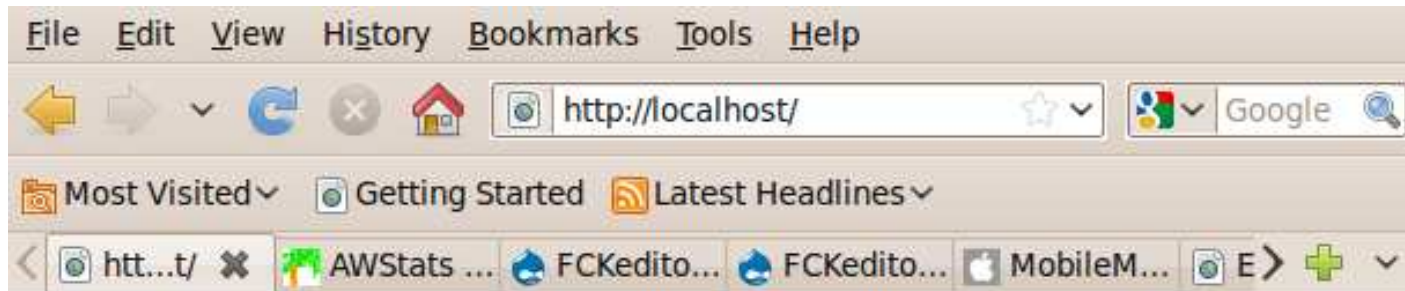 File Edit View History Bookmarks Tools Help
http://localhost/ Google
Most Visited Getting Started Latest Headlines
htt...t/ AWStats ... FCKedito... FCKedito... MobileM... E